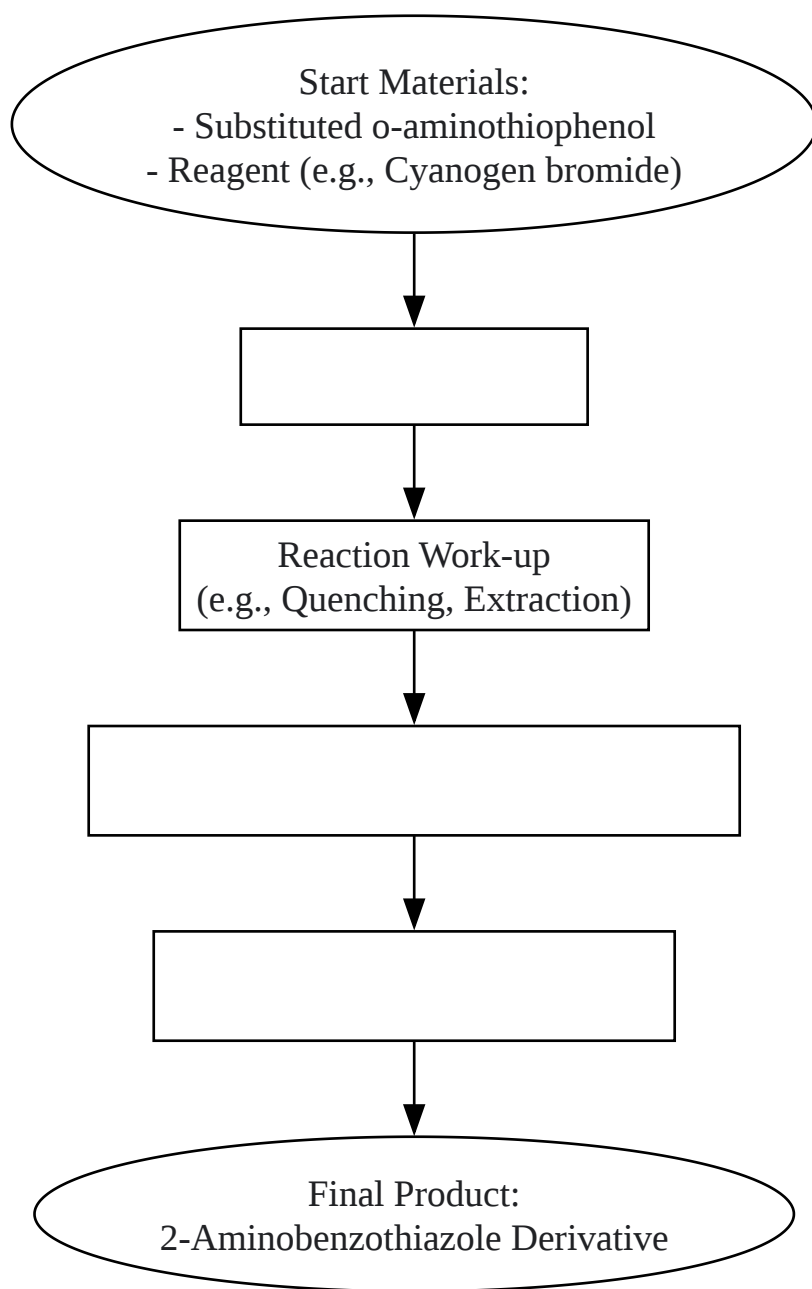 Start Materials:
- Substituted o-aminothiophenol
- Reagent (e.g., Cyanogen bromide)
Reaction Work-up
(e.g., Quenching, Extraction)
Final Product:
2-Aminobenzothiazole Derivative